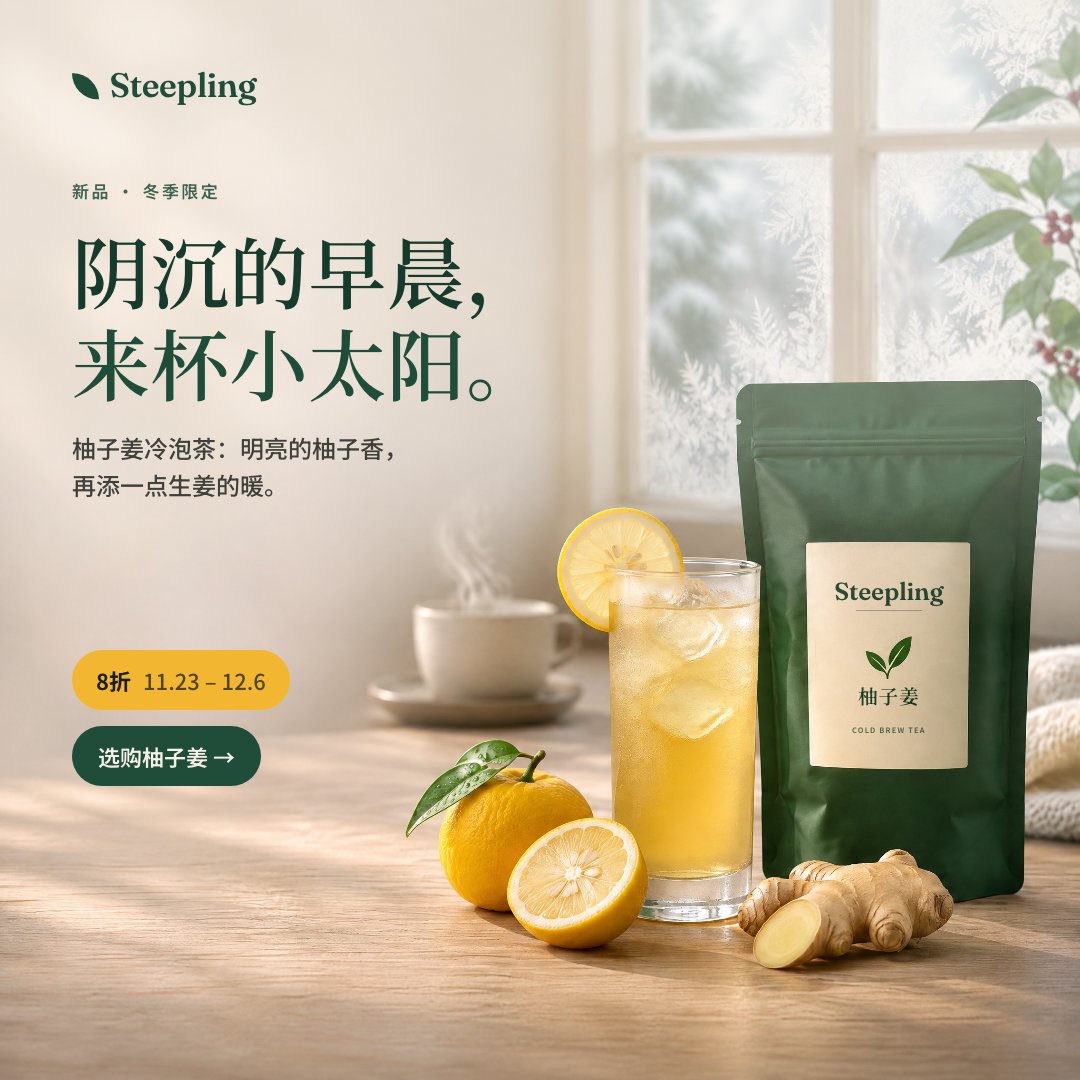 Steepling
新品 · 冬季限定
阴沉的早晨，
来杯小太阳。
柚子姜冷泡茶：明亮的柚子香，
再添一点生姜的暖。
8折 11.23 – 12.6
选购柚子姜 →
Steepling
柚子姜
COLD BREW TEA